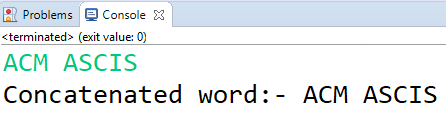 Problems Console
<terminated> (exit value: 0)
ACM ASCIS
Concatenated word:- ACM ASCIS